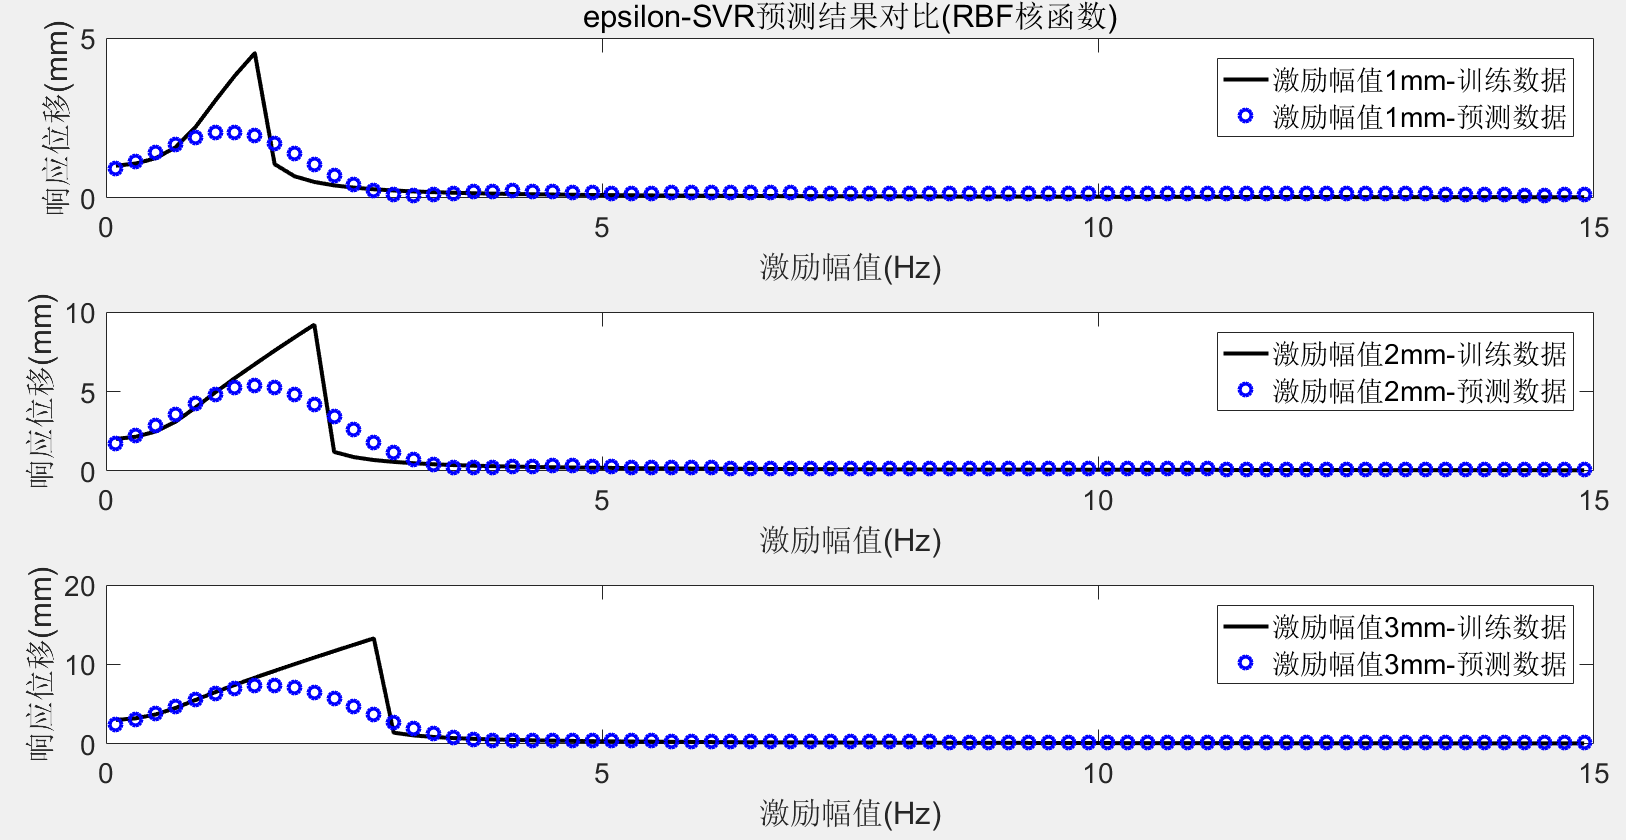 epsilon-SVR预测结果对比(RBF核函数)
响应位移(mm)
5
0
激励幅值1mm-训练数据
激励幅值1mm-预测数据
0 5 10 15
激励幅值(Hz)
响应位移(mm)
10
5
0
激励幅值2mm-训练数据
激励幅值2mm-预测数据
0 5 10 15
激励幅值(Hz)
响应位移(mm)
20
10
0
激励幅值3mm-训练数据
激励幅值3mm-预测数据
0 5 10 15
激励幅值(Hz)